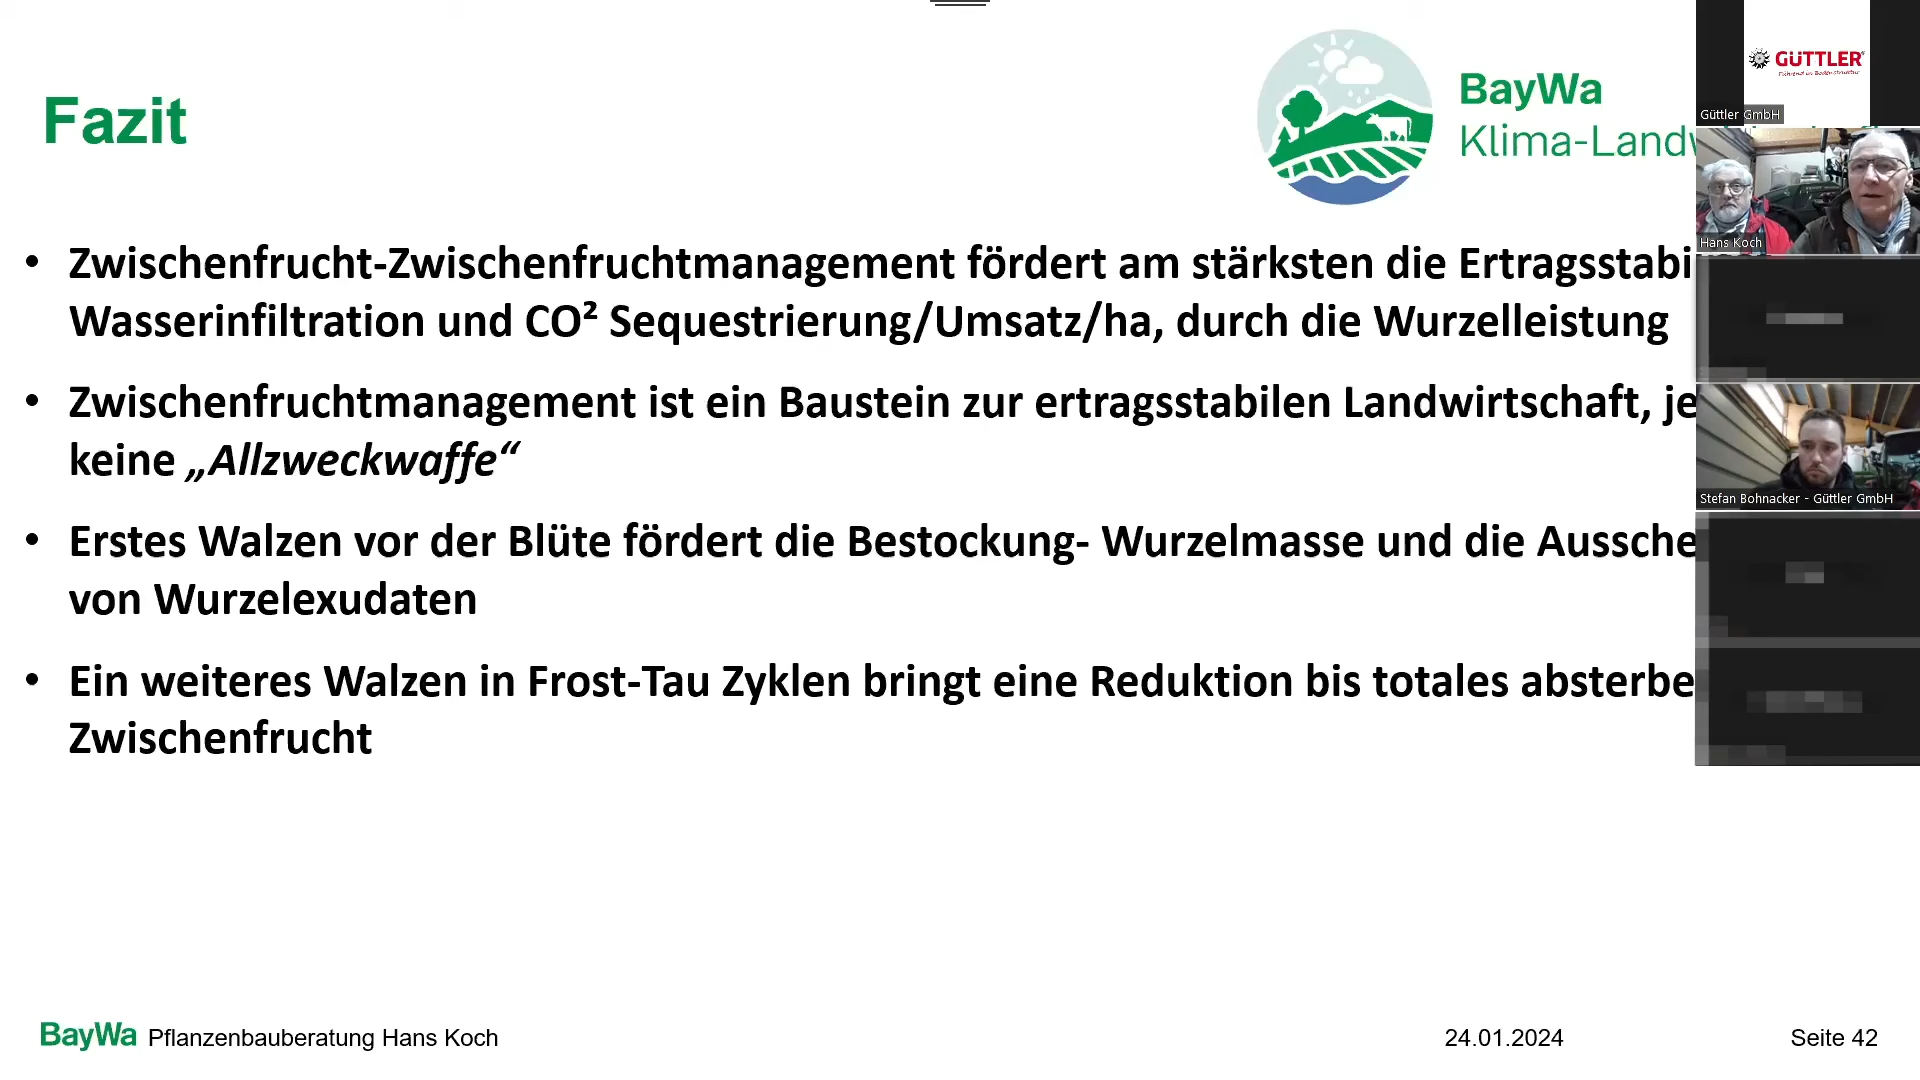 Fazit
BayWa
Klima-Landw
GÜTTLER
Führend in Bodenstruktur
Güttler GmbH
Hans Koch
Stefan Bohnacker - Güttler GmbH
• Zwischenfrucht-Zwischenfruchtmanagement fördert am stärksten die Ertragsstabi
Wasserinfiltration und CO² Sequestrierung/Umsatz/ha, durch die Wurzelleistung
• Zwischenfruchtmanagement ist ein Baustein zur ertragsstabilen Landwirtschaft, je
keine „Allzweckwaffe“
• Erstes Walzen vor der Blüte fördert die Bestockung- Wurzelmasse und die Aussche
von Wurzelexudaten
• Ein weiteres Walzen in Frost-Tau Zyklen bringt eine Reduktion bis totales absterbe
Zwischenfrucht
BayWa Pflanzenbauberatung Hans Koch
24.01.2024
Seite 42